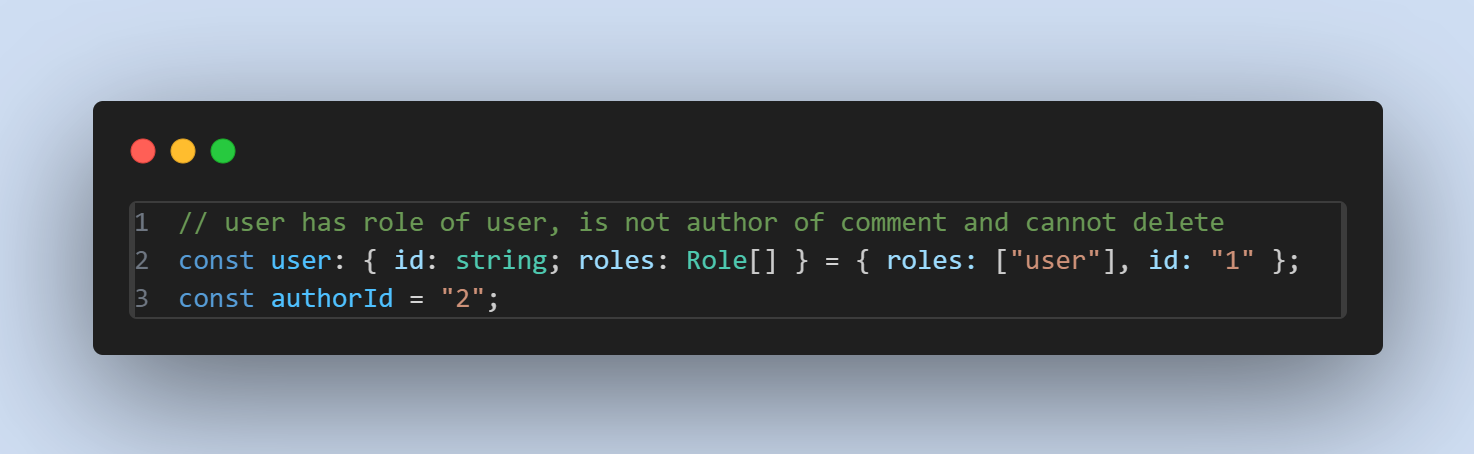 1 // user has role of user, is not author of comment and cannot delete
2 const user: { id: string; roles: Role[] } = { roles: ["user"], id: "1" };
3 const authorId = "2";